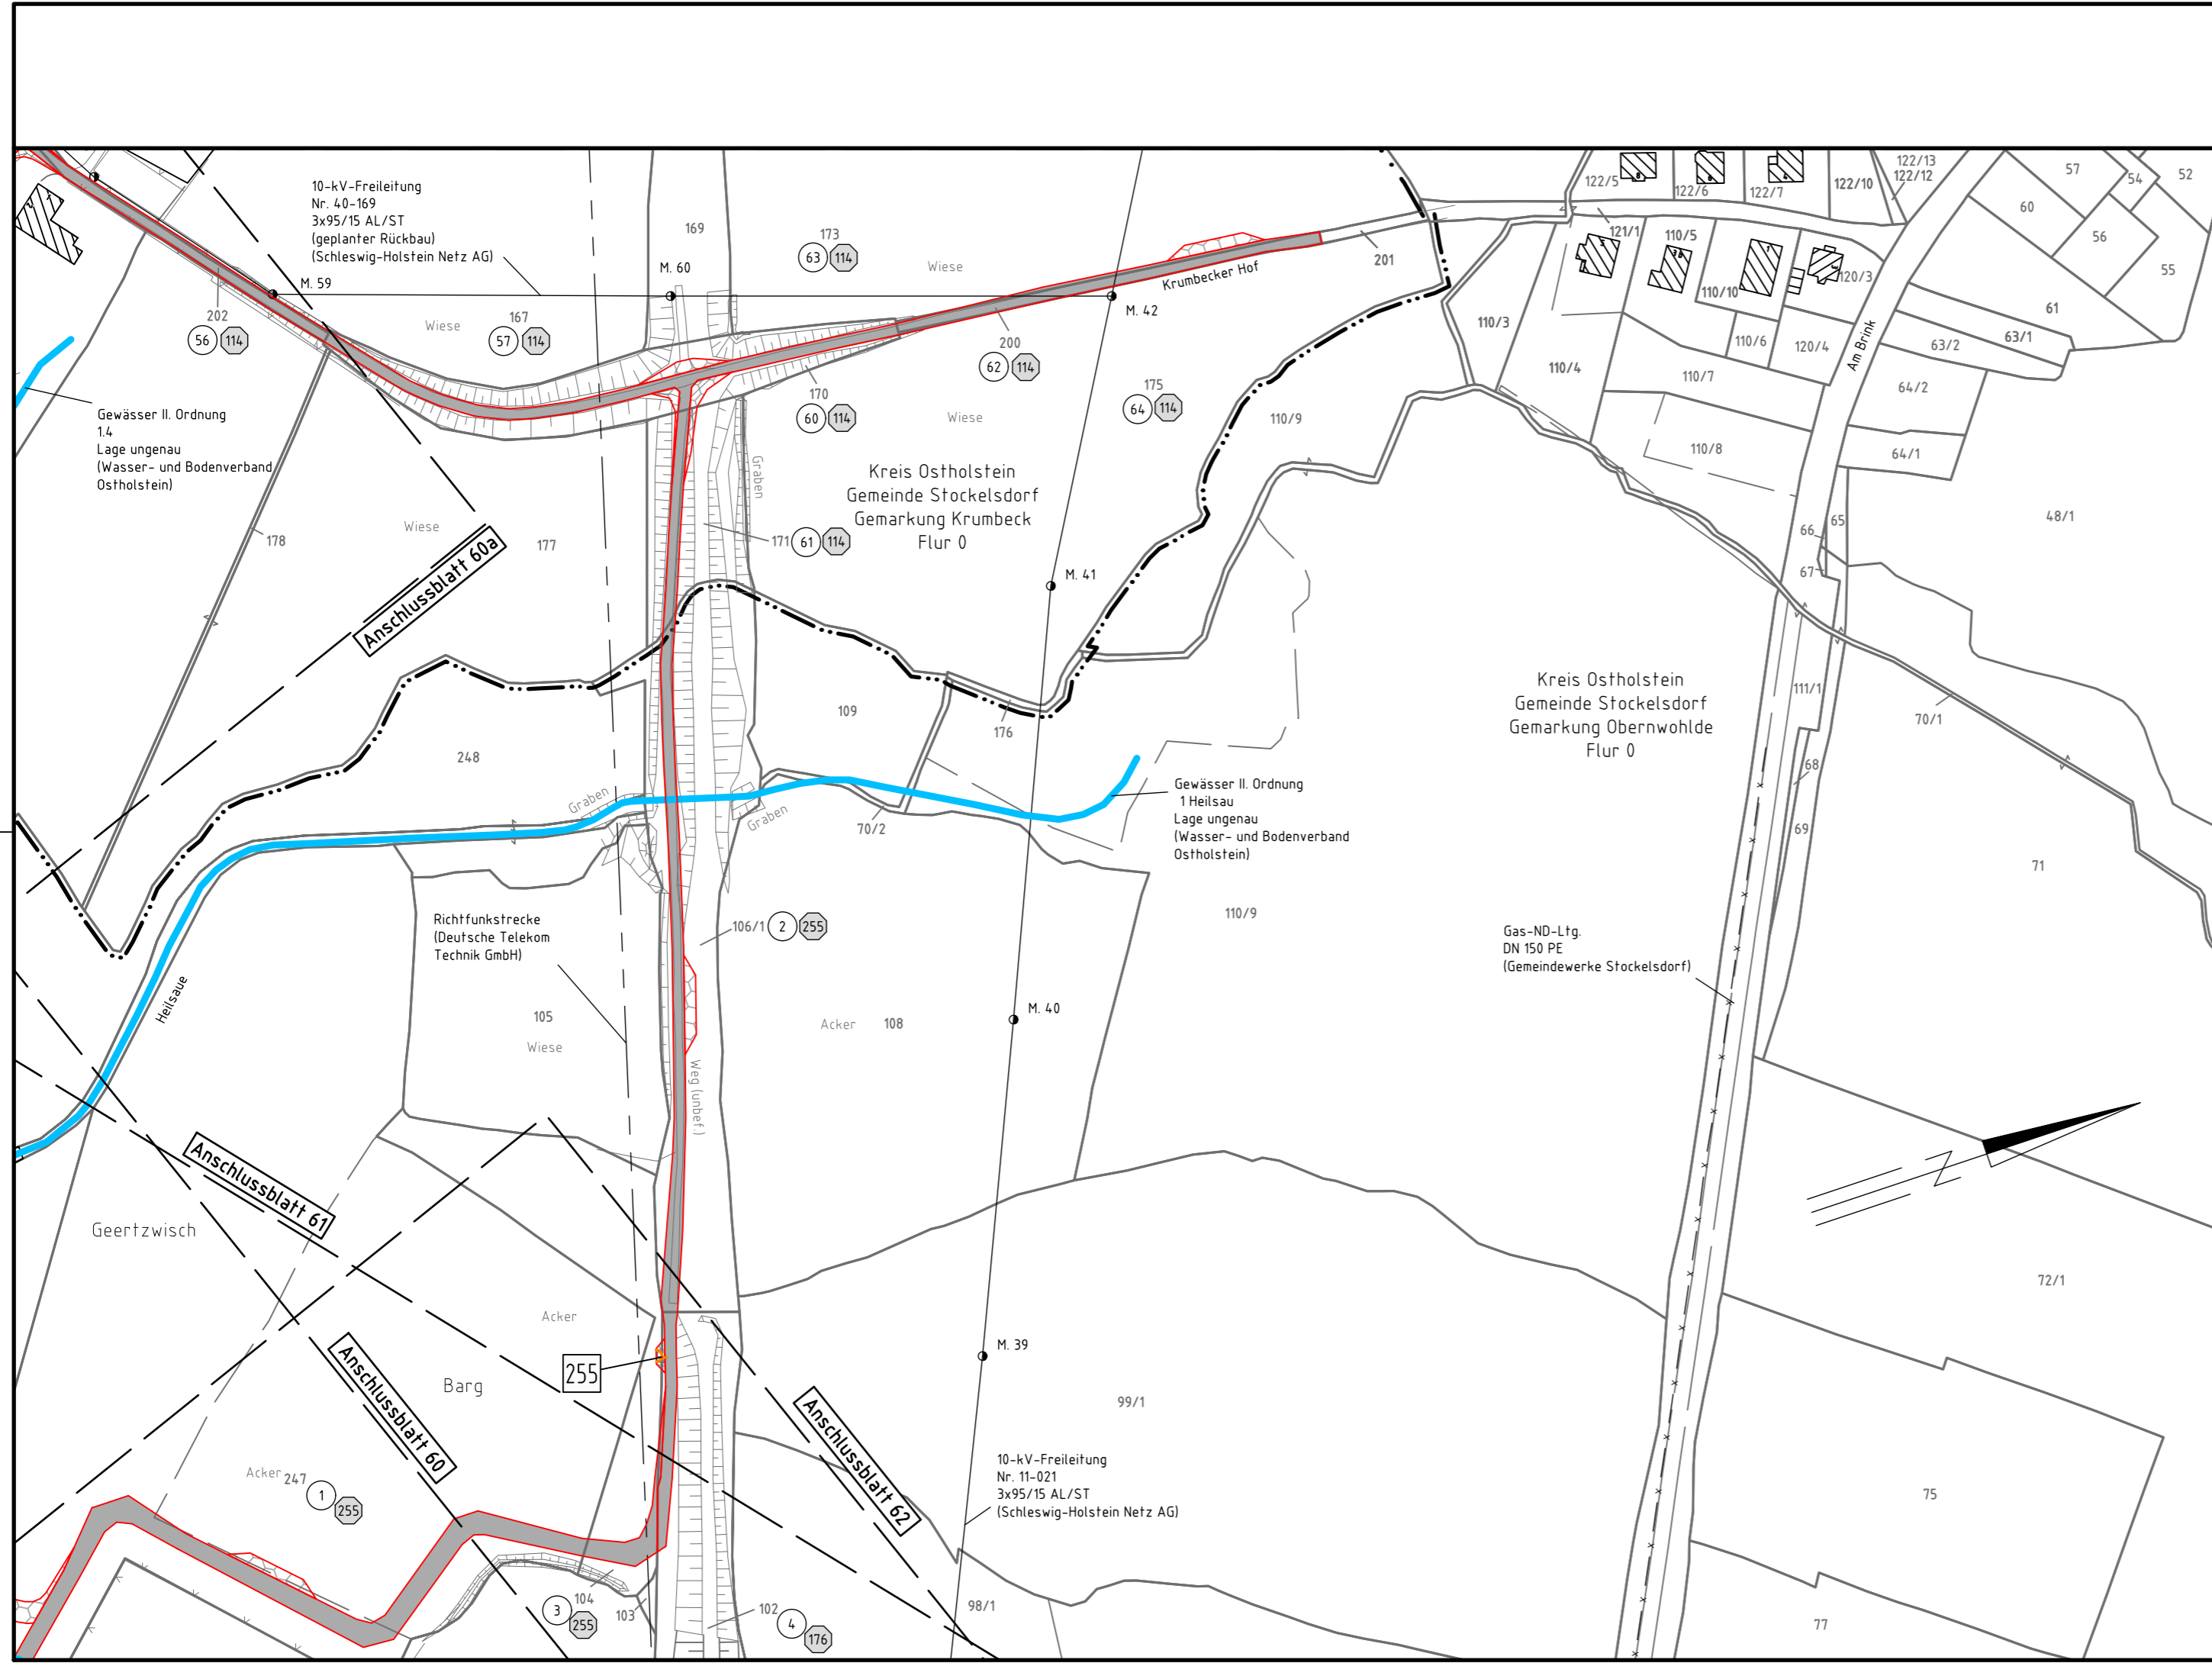 10-kV-Freileitung
Nr. 40-169
3x95/15 AL/ST
(geplanter Rückbau)
(Schleswig-Holstein Netz AG)
M. 59
202
56 114
Wiese
167
57 114
169
M. 60
173
63 114
Wiese
M. 42
Krumbecker Hof
200
62 114
170
60 114
Wiese
175
64 114
201
Gewässer II. Ordnung
1.4
Lage ungenau
(Wasser- und Bodenverband
Ostholstein)
178
Wiese
177
Anschlussblatt 60a
Graben
171 61 114
Kreis Ostholstein
Gemeinde Stockelsdorf
Gemarkung Krumbeck
Flur 0
M. 41
122/5
122/6
122/7
122/10
122/13
122/12
8
6
4
121/1
110/5
5
3b
1
3
110/10
120/3
110/3
110/4
110/6
120/4
110/7
110/8
110/9
Am Brink
57
54
52
60
56
55
61
63/1
63/2
64/2
64/1
48/1
65
66
67
111/1
68
69
70/1
71
Kreis Ostholstein
Gemeinde Stockelsdorf
Gemarkung Obernwohlde
Flur 0
248
109
176
70/2
Graben
Graben
Gewässer II. Ordnung
1 Heilsau
Lage ungenau
(Wasser- und Bodenverband
Ostholstein)
Heilsaue
Richtfunkstrecke
(Deutsche Telekom
Technik GmbH)
105
Wiese
106/1 2 255
Acker 108
M. 40
110/9
Gas-ND-Ltg.
DN 150 PE
(Gemeindewerke Stockelsdorf)
Weg (unbef.)
Anschlussblatt 61
Geertzwisch
Acker
Barg
255
Anschlussblatt 60
Anschlussblatt 62
M. 39
99/1
10-kV-Freileitung
Nr. 11-021
3x95/15 AL/ST
(Schleswig-Holstein Netz AG)
Acker 247
1
255
104
3
255
103
102
4
176
98/1
N
72/1
75
77